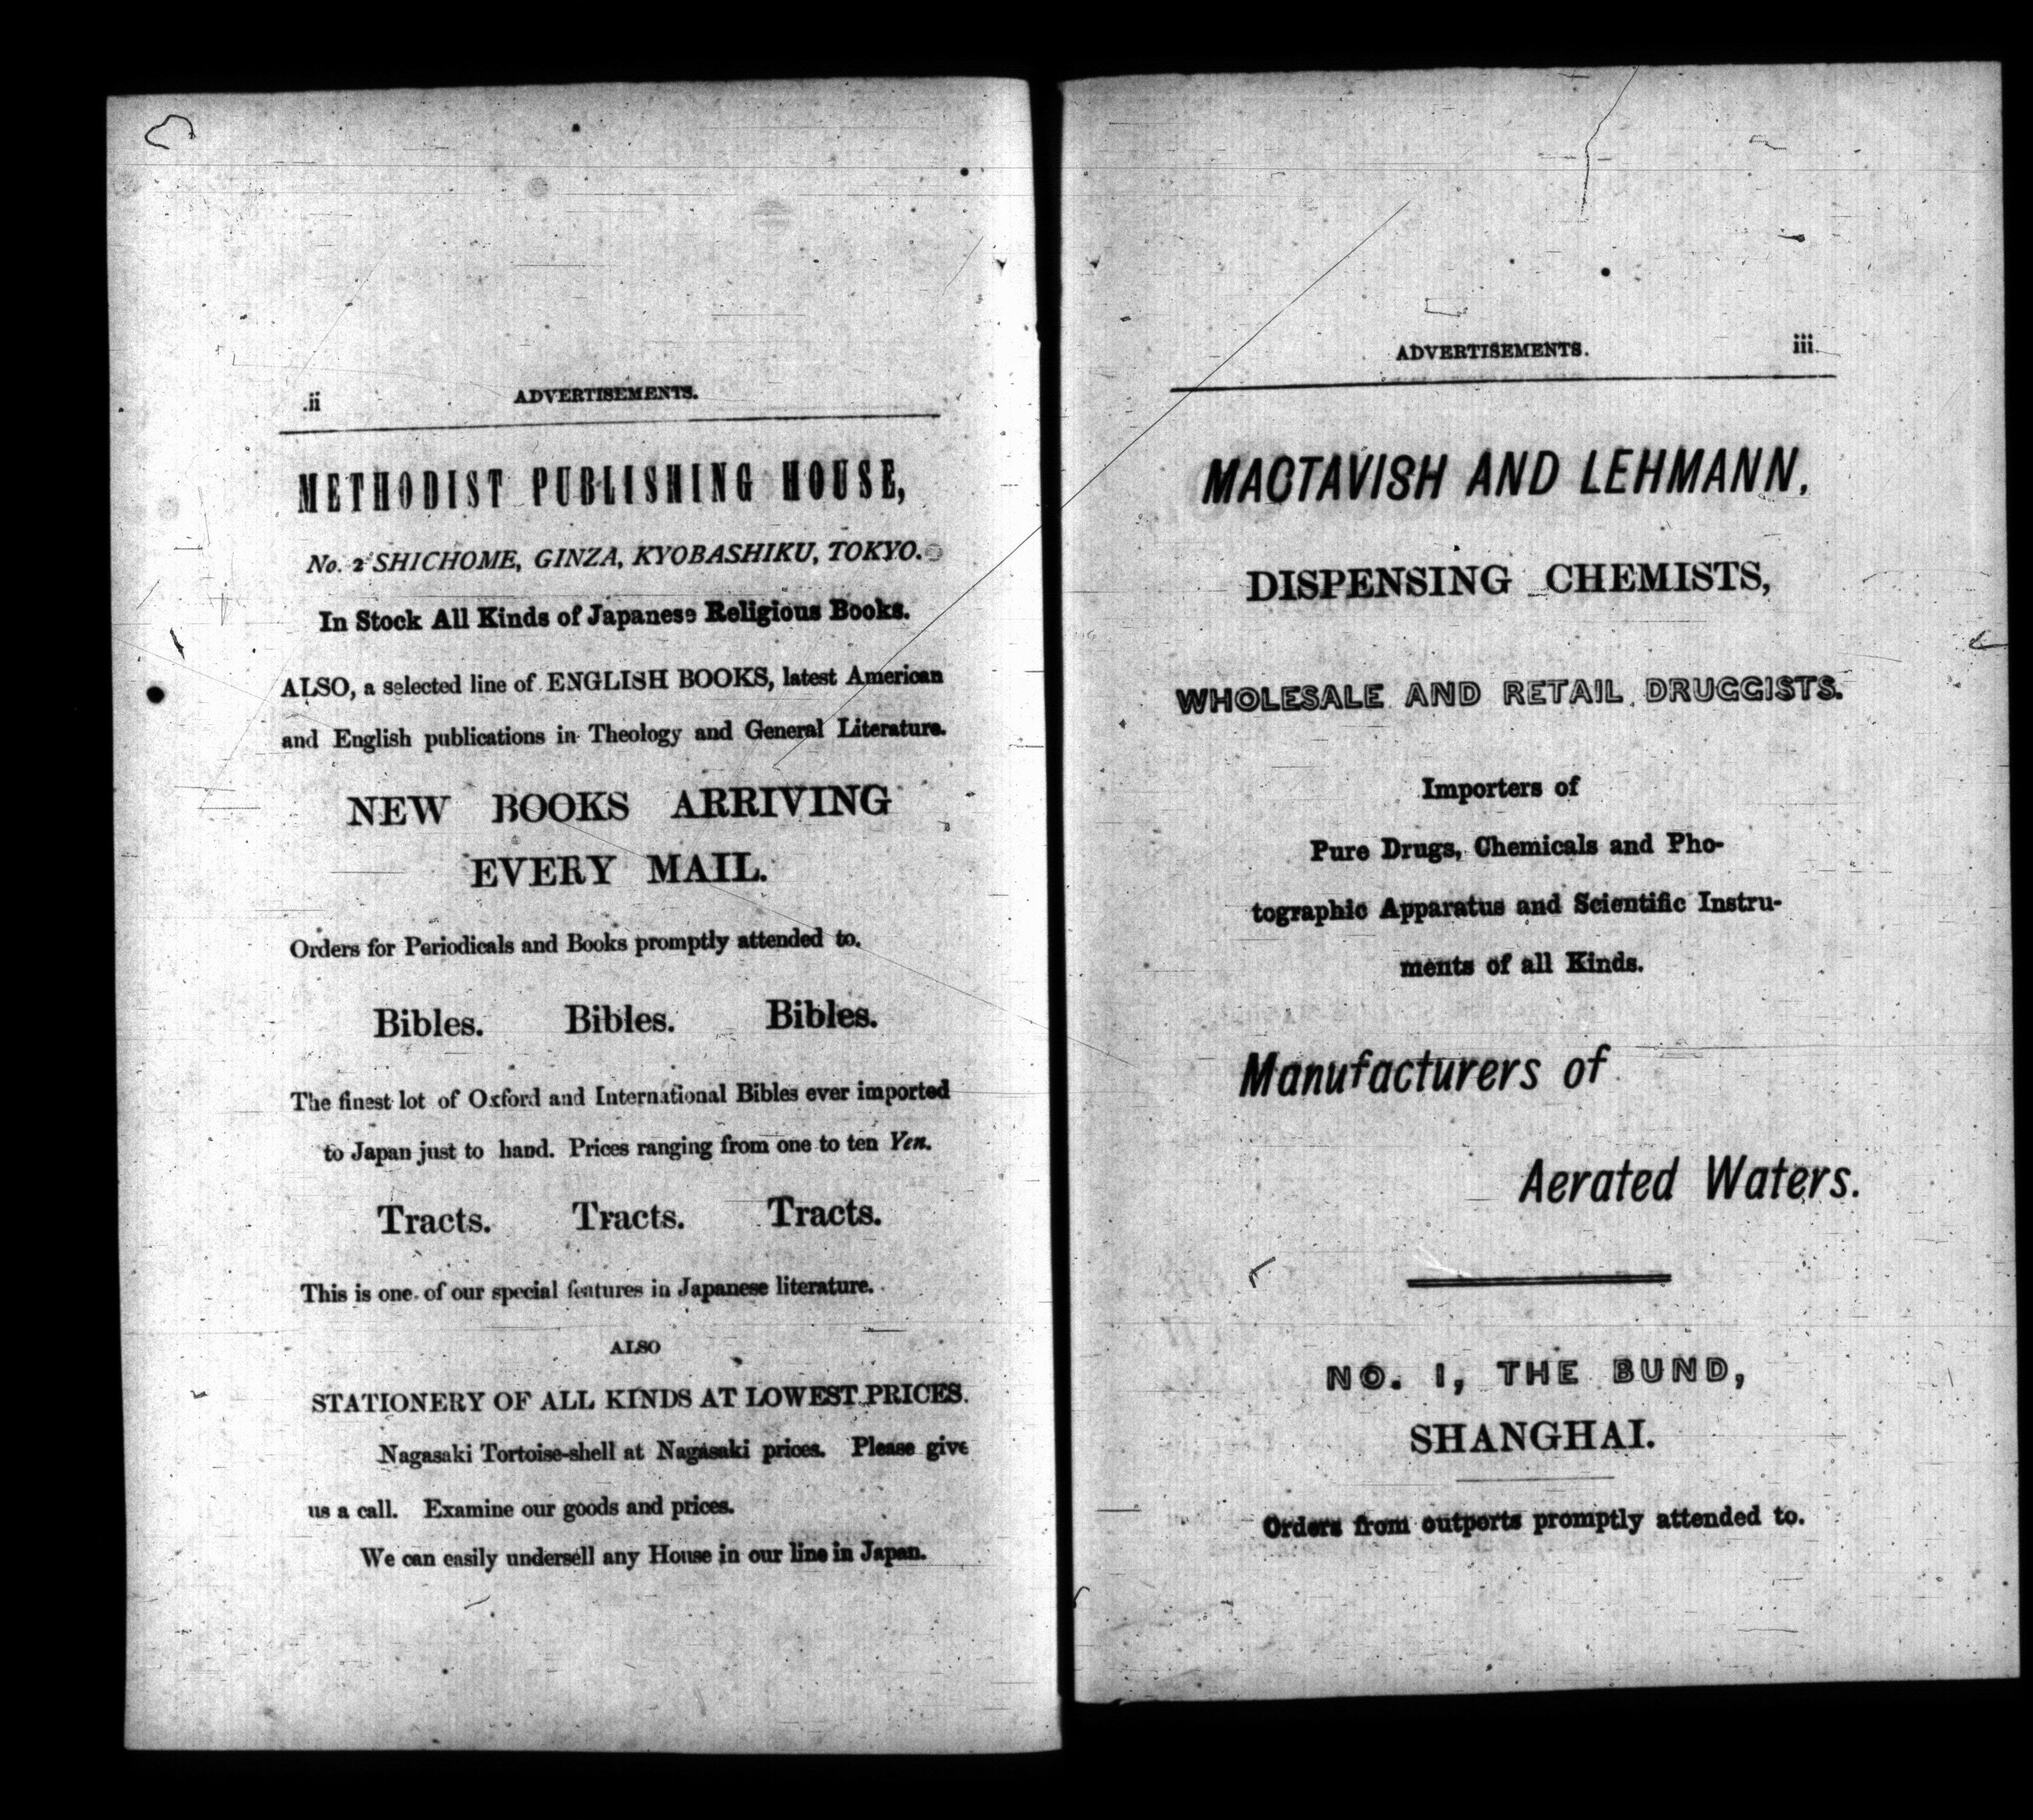 .ii ADVERTISEMENTS.
METHODIST PUBLISHING HOUSE,
No. 2 SHICHOME, GINZA, KYOBASHIKU, TOKYO.
In Stock All Kinds of Japanese Religious Books.
ALSO, a selected line of ENGLISH BOOKS, latest American
and English publications in Theology and General Literature.
NEW BOOKS ARRIVING
EVERY MAIL.
Orders for Periodicals and Books promptly attended to.
Bibles. Bibles. Bibles.
The finest lot of Oxford and International Bibles ever imported
to Japan just to hand. Prices ranging from one to ten Yen.
Tracts. Tracts. Tracts.
This is one of our special features in Japanese literature.
ALSO
STATIONERY OF ALL KINDS AT LOWEST PRICES.
Nagasaki Tortoise-shell at Nagasaki prices. Please give
us a call. Examine our goods and prices.
We can easily undersell any House in our line in Japan.
ADVERTISEMENTS. iii
MACTAVISH AND LEHMANN,
DISPENSING CHEMISTS,
WHOLESALE AND RETAIL DRUGGISTS.
Importers of
Pure Drugs, Chemicals and Pho-
tographic Apparatus and Scientific Instru-
ments of all Kinds.
Manufacturers of
Aerated Waters.
NO. 1, THE BUND,
SHANGHAI.
Orders from outports promptly attended to.